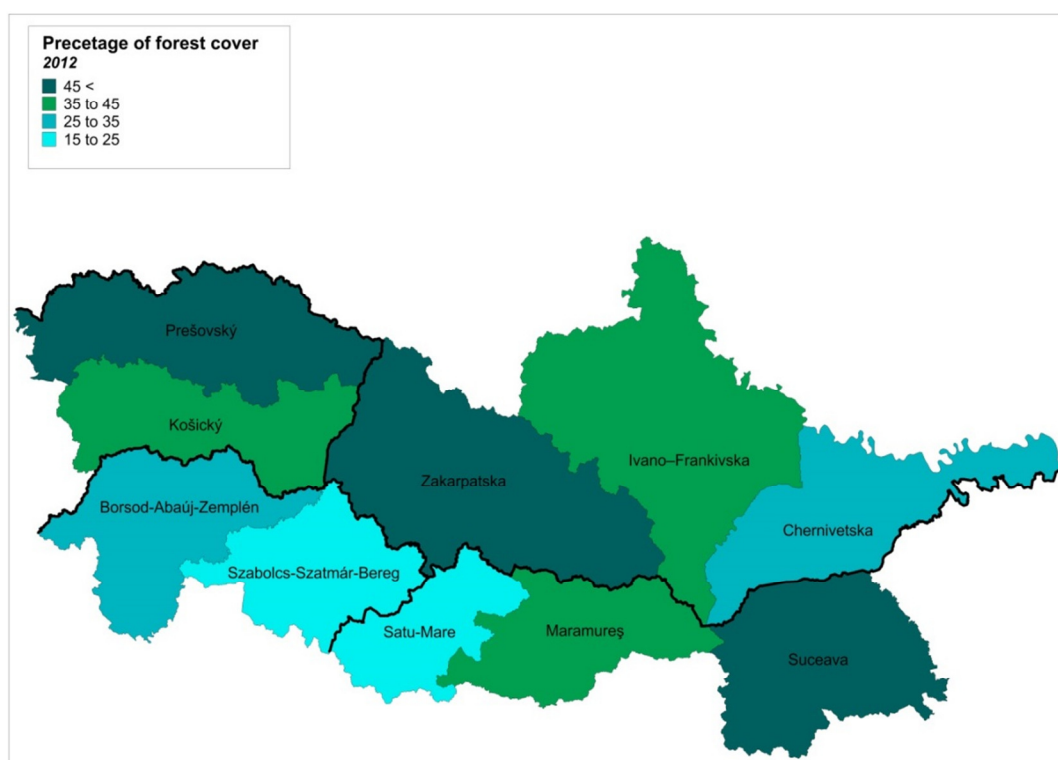 Precetage of forest cover
2012
45 <
35 to 45
25 to 35
15 to 25
Prešovský
Košický
Ivano–Frankivska
Zakarpatska
Borsod-Abaúj-Zemplén
Chernivetska
Szabolcs-Szatmár-Bereg
Satu-Mare
Maramureş
Suceava